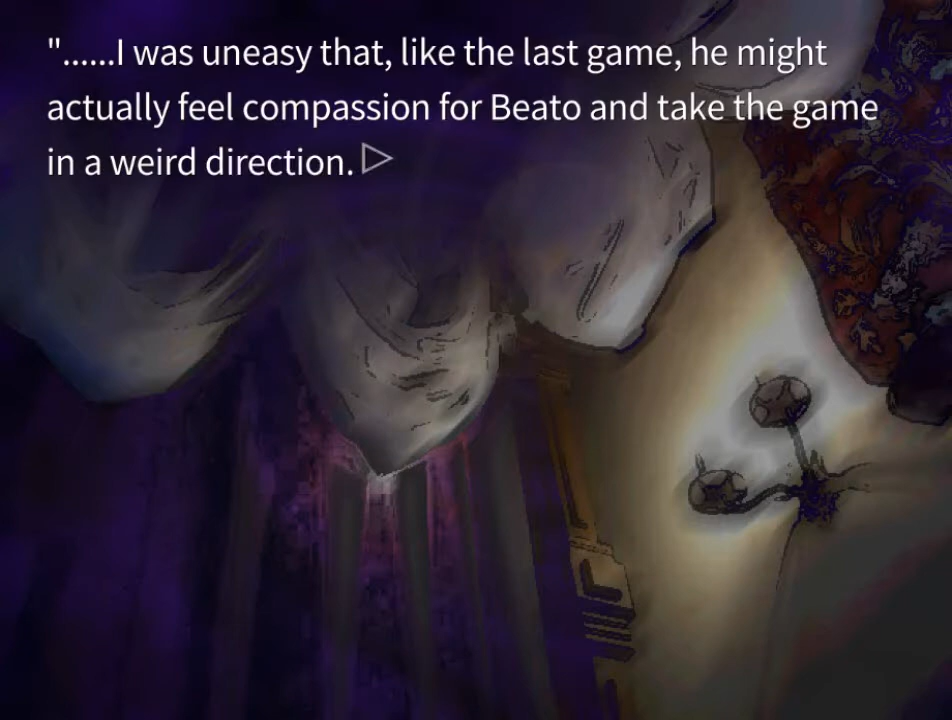 "......I was uneasy that, like the last game, he might
actually feel compassion for Beato and take the game
in a weird direction.